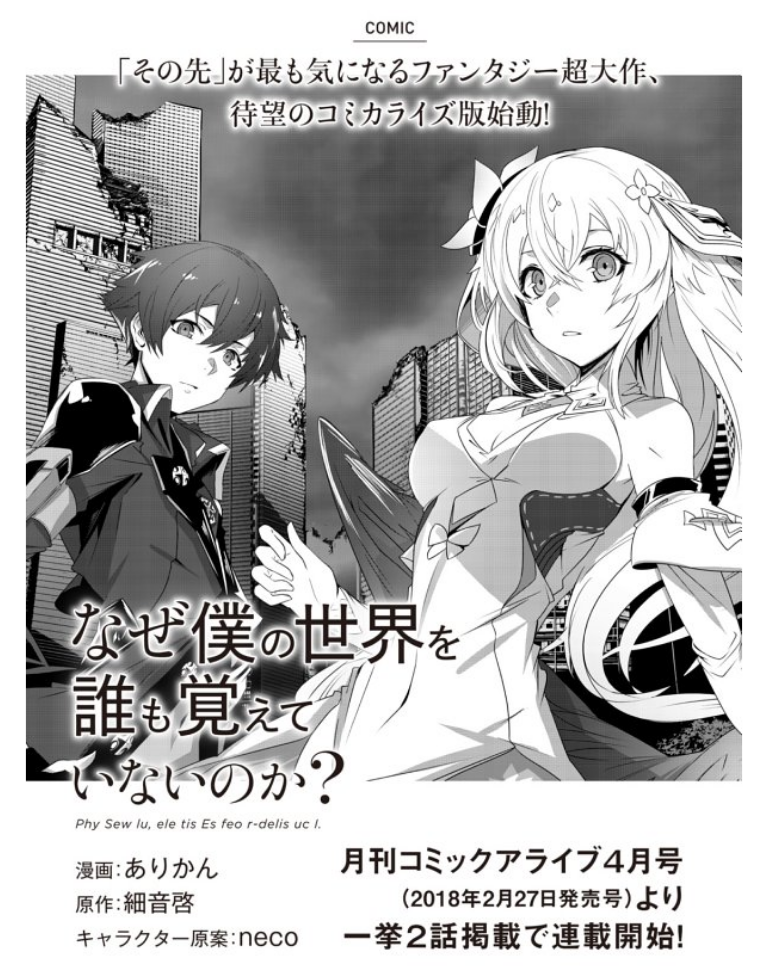 COMIC
「その先」が最も気になるファンタジー超大作、
待望のコミカライズ版始動!
なぜ僕の世界を
誰も覚えて
いないのか?
Phy Sew lu, ele tis Es feo r-delis uc l.
漫画:ありかん
原作:細音啓
キャラクター原案:neco
月刊コミックアライブ4月号
(2018年2月27日発売号)より
一挙2話掲載で連載開始!